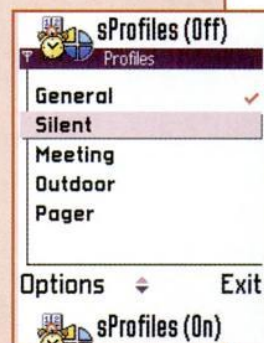 sProfiles (Off)
Profiles
General
Silent
Meeting
Outdoor
Pager
Options Exit
sProfiles (On)